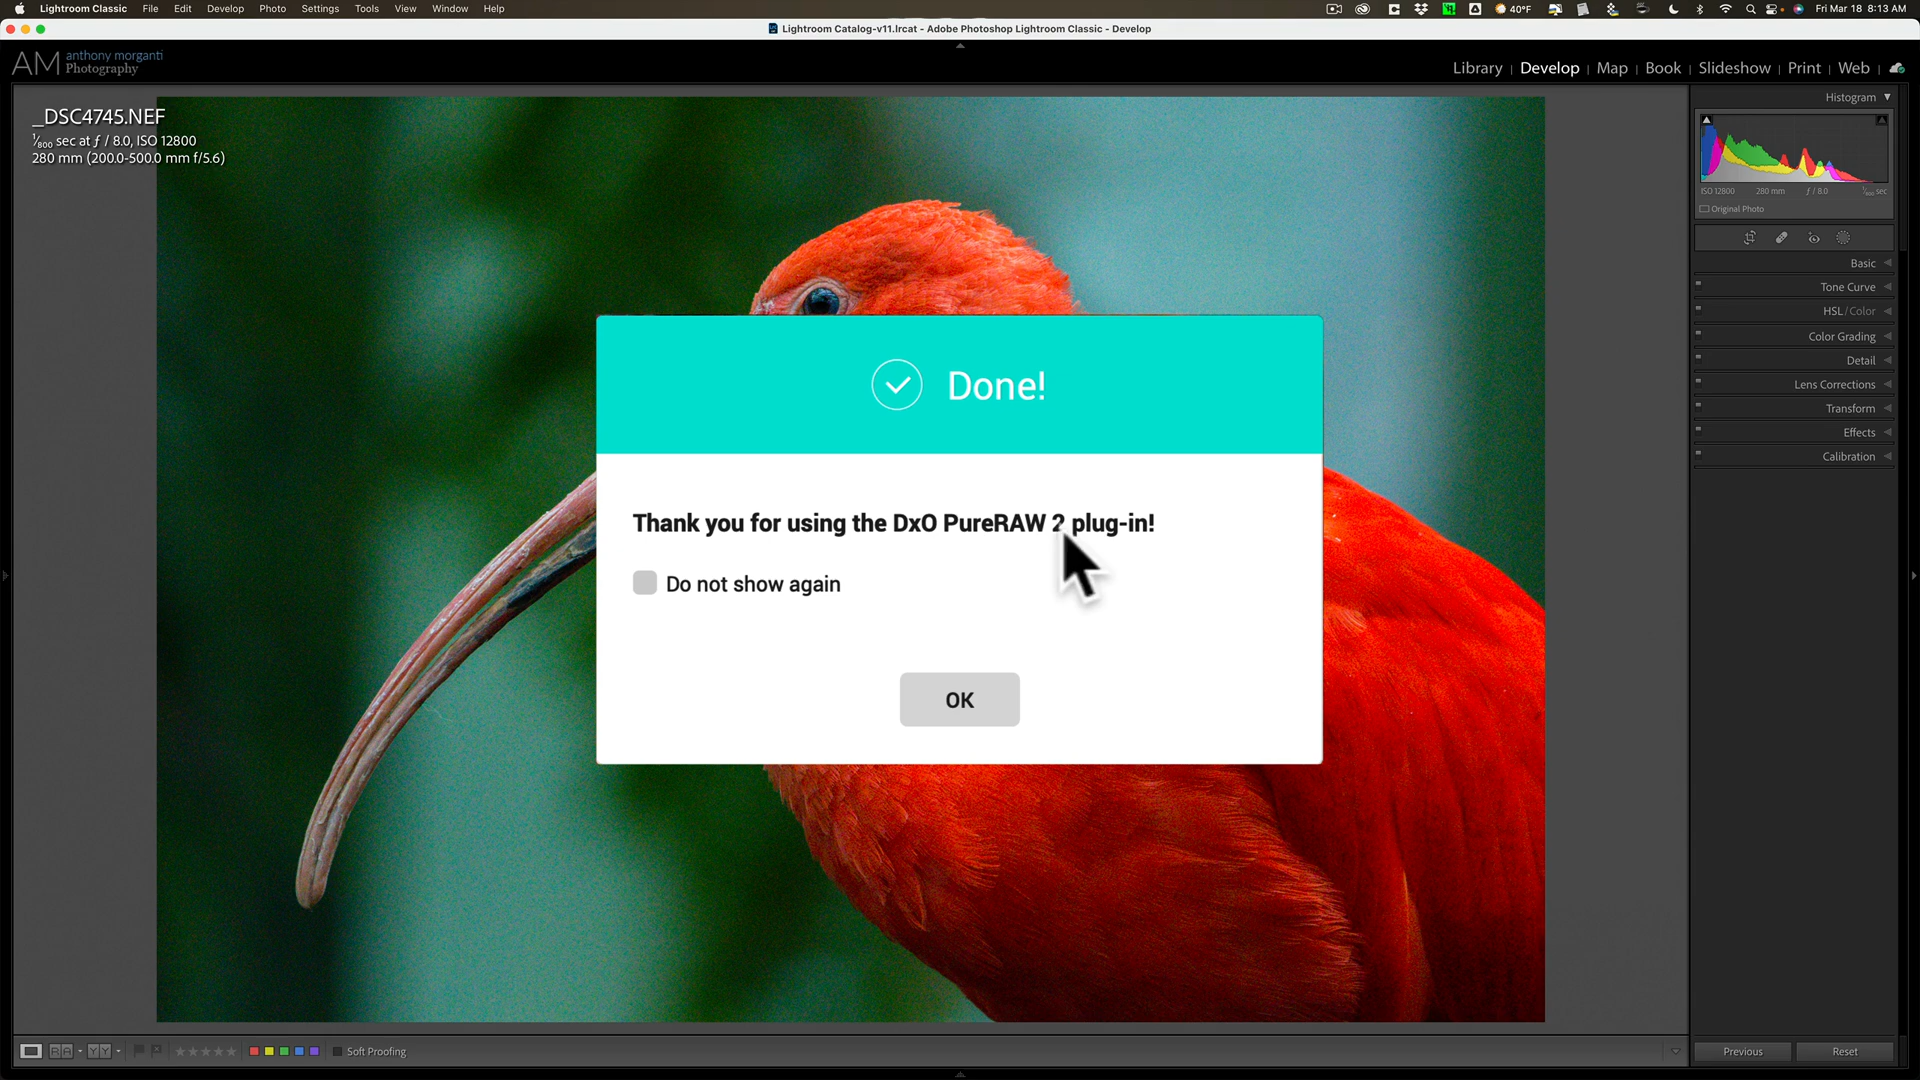 Lightroom Classic File Edit Develop Photo Settings Tools View Window Help 40°F Fri Mar 18 8:13 AM
Lightroom Catalog-v11.lrcat - Adobe Photoshop Lightroom Classic - Develop
AM anthony morganti
Photography
Library | Develop | Map | Book | Slideshow | Print | Web |
_DSC4745.NEF
1/800 sec at ƒ / 8.0, ISO 12800
280 mm (200.0-500.0 mm f/5.6)
Histogram
ISO 12800 280 mm ƒ / 8.0 1/800 sec
Original Photo
Basic
Tone Curve
HSL / Color
Color Grading
Detail
Lens Corrections
Transform
Effects
Calibration
Done!
Thank you for using the DxO PureRAW 2 plug-in!
Do not show again
OK
RA YY Soft Proofing
Previous Reset